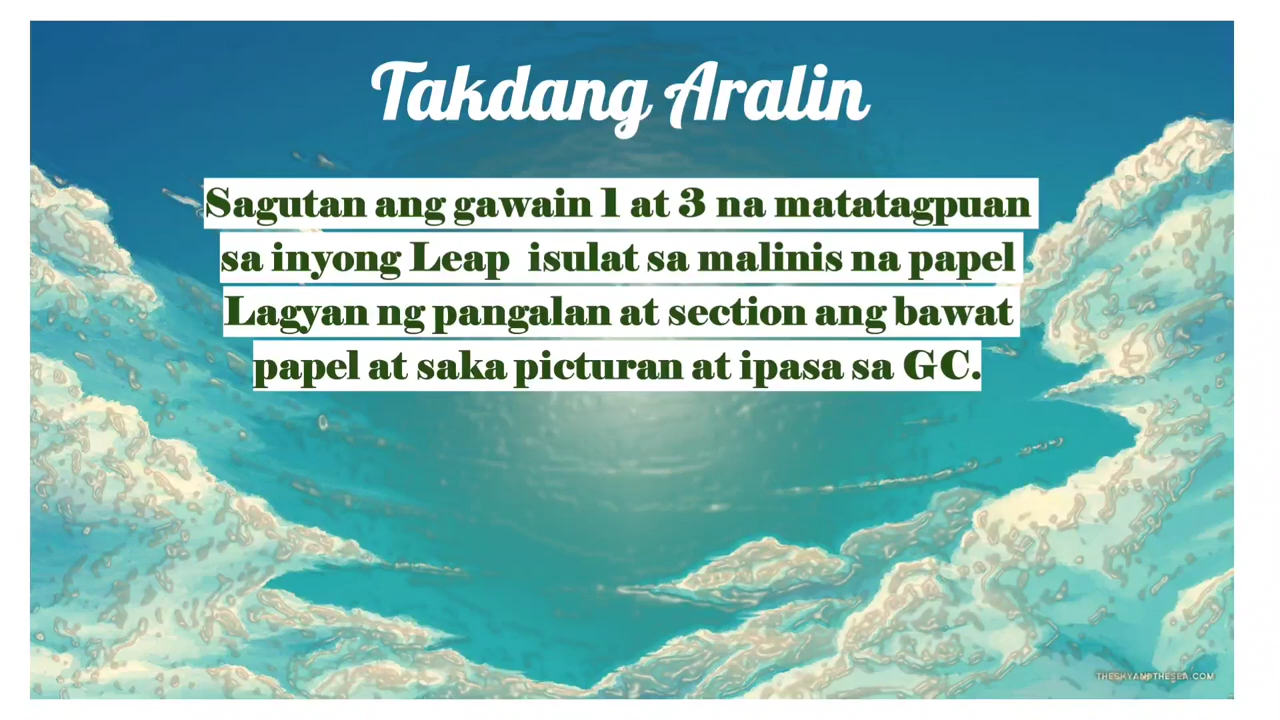 Takdang Aralin
Sagutan ang gawain 1 at 3 na matatagpuan
sa inyong Leap isulat sa malinis na papel
Lagyan ng pangalan at section ang bawat
papel at saka picturan at ipasa sa GC.
THESKYANDTHESEA.COM